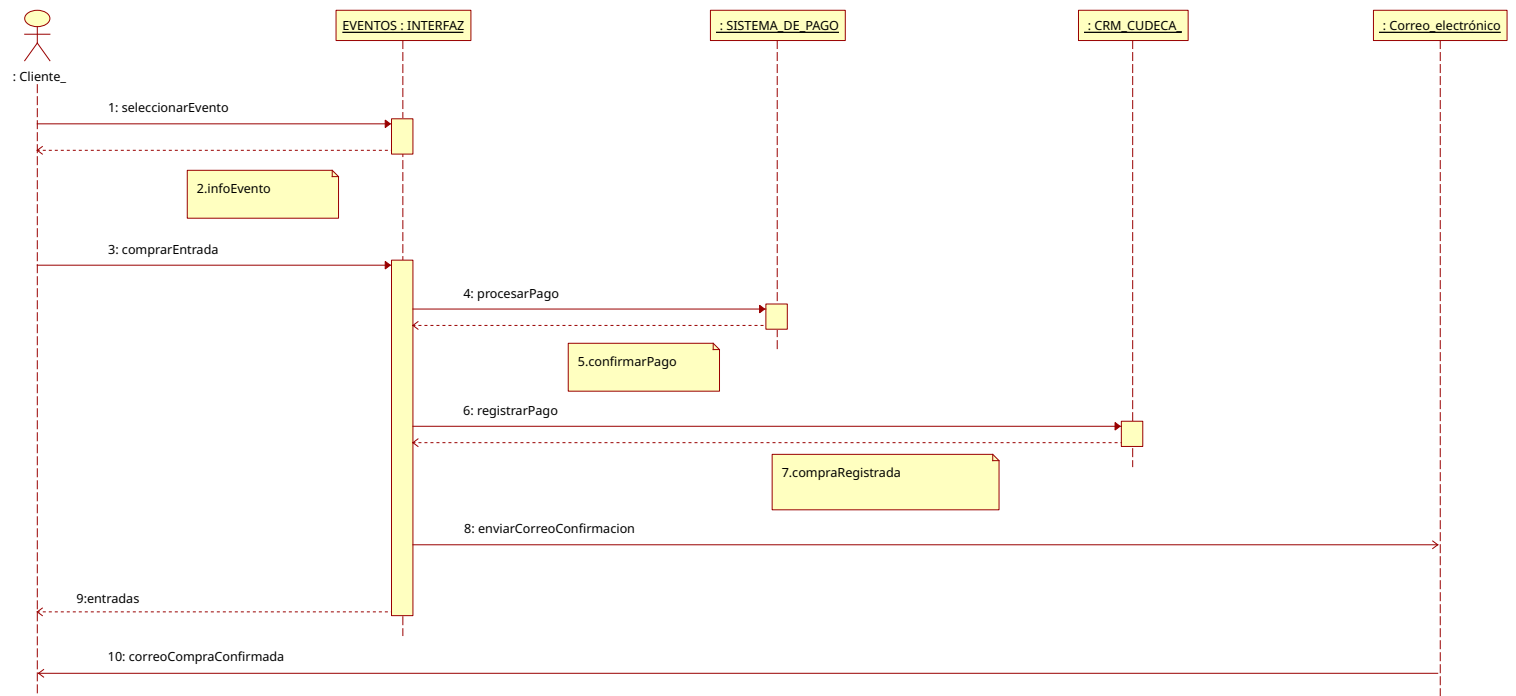 EVENTOS : INTERFAZ
: SISTEMA_DE_PAGO
: CRM_CUDECA_
: Correo_electrónico
: Cliente_
1: seleccionarEvento
2.infoEvento
3: comprarEntrada
4: procesarPago
5.confirmarPago
6: registrarPago
7.compraRegistrada
8: enviarCorreoConfirmacion
9:entradas
10: correoCompraConfirmada